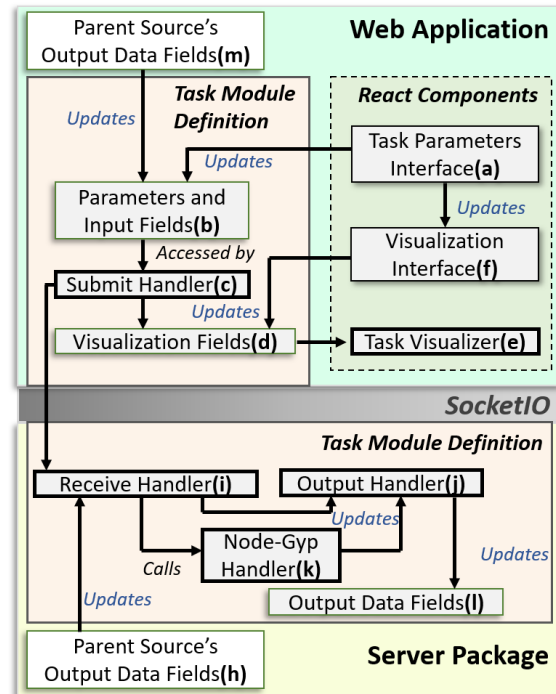 Parent Source's
Output Data Fields(m)
Web Application
Task Module
Definition
React Components
Updates
Updates
Task Parameters
Interface(a)
Parameters and
Input Fields(b)
Updates
Accessed by
Visualization
Interface(f)
Submit Handler(c)
Updates
Visualization Fields(d)
Task Visualizer(e)
SocketIO
Task Module Definition
Receive Handler(i)
Output Handler(j)
Updates
Node-Gyp
Handler(k)
Calls
Updates
Updates
Output Data Fields(l)
Parent Source's
Output Data Fields(h)
Server Package